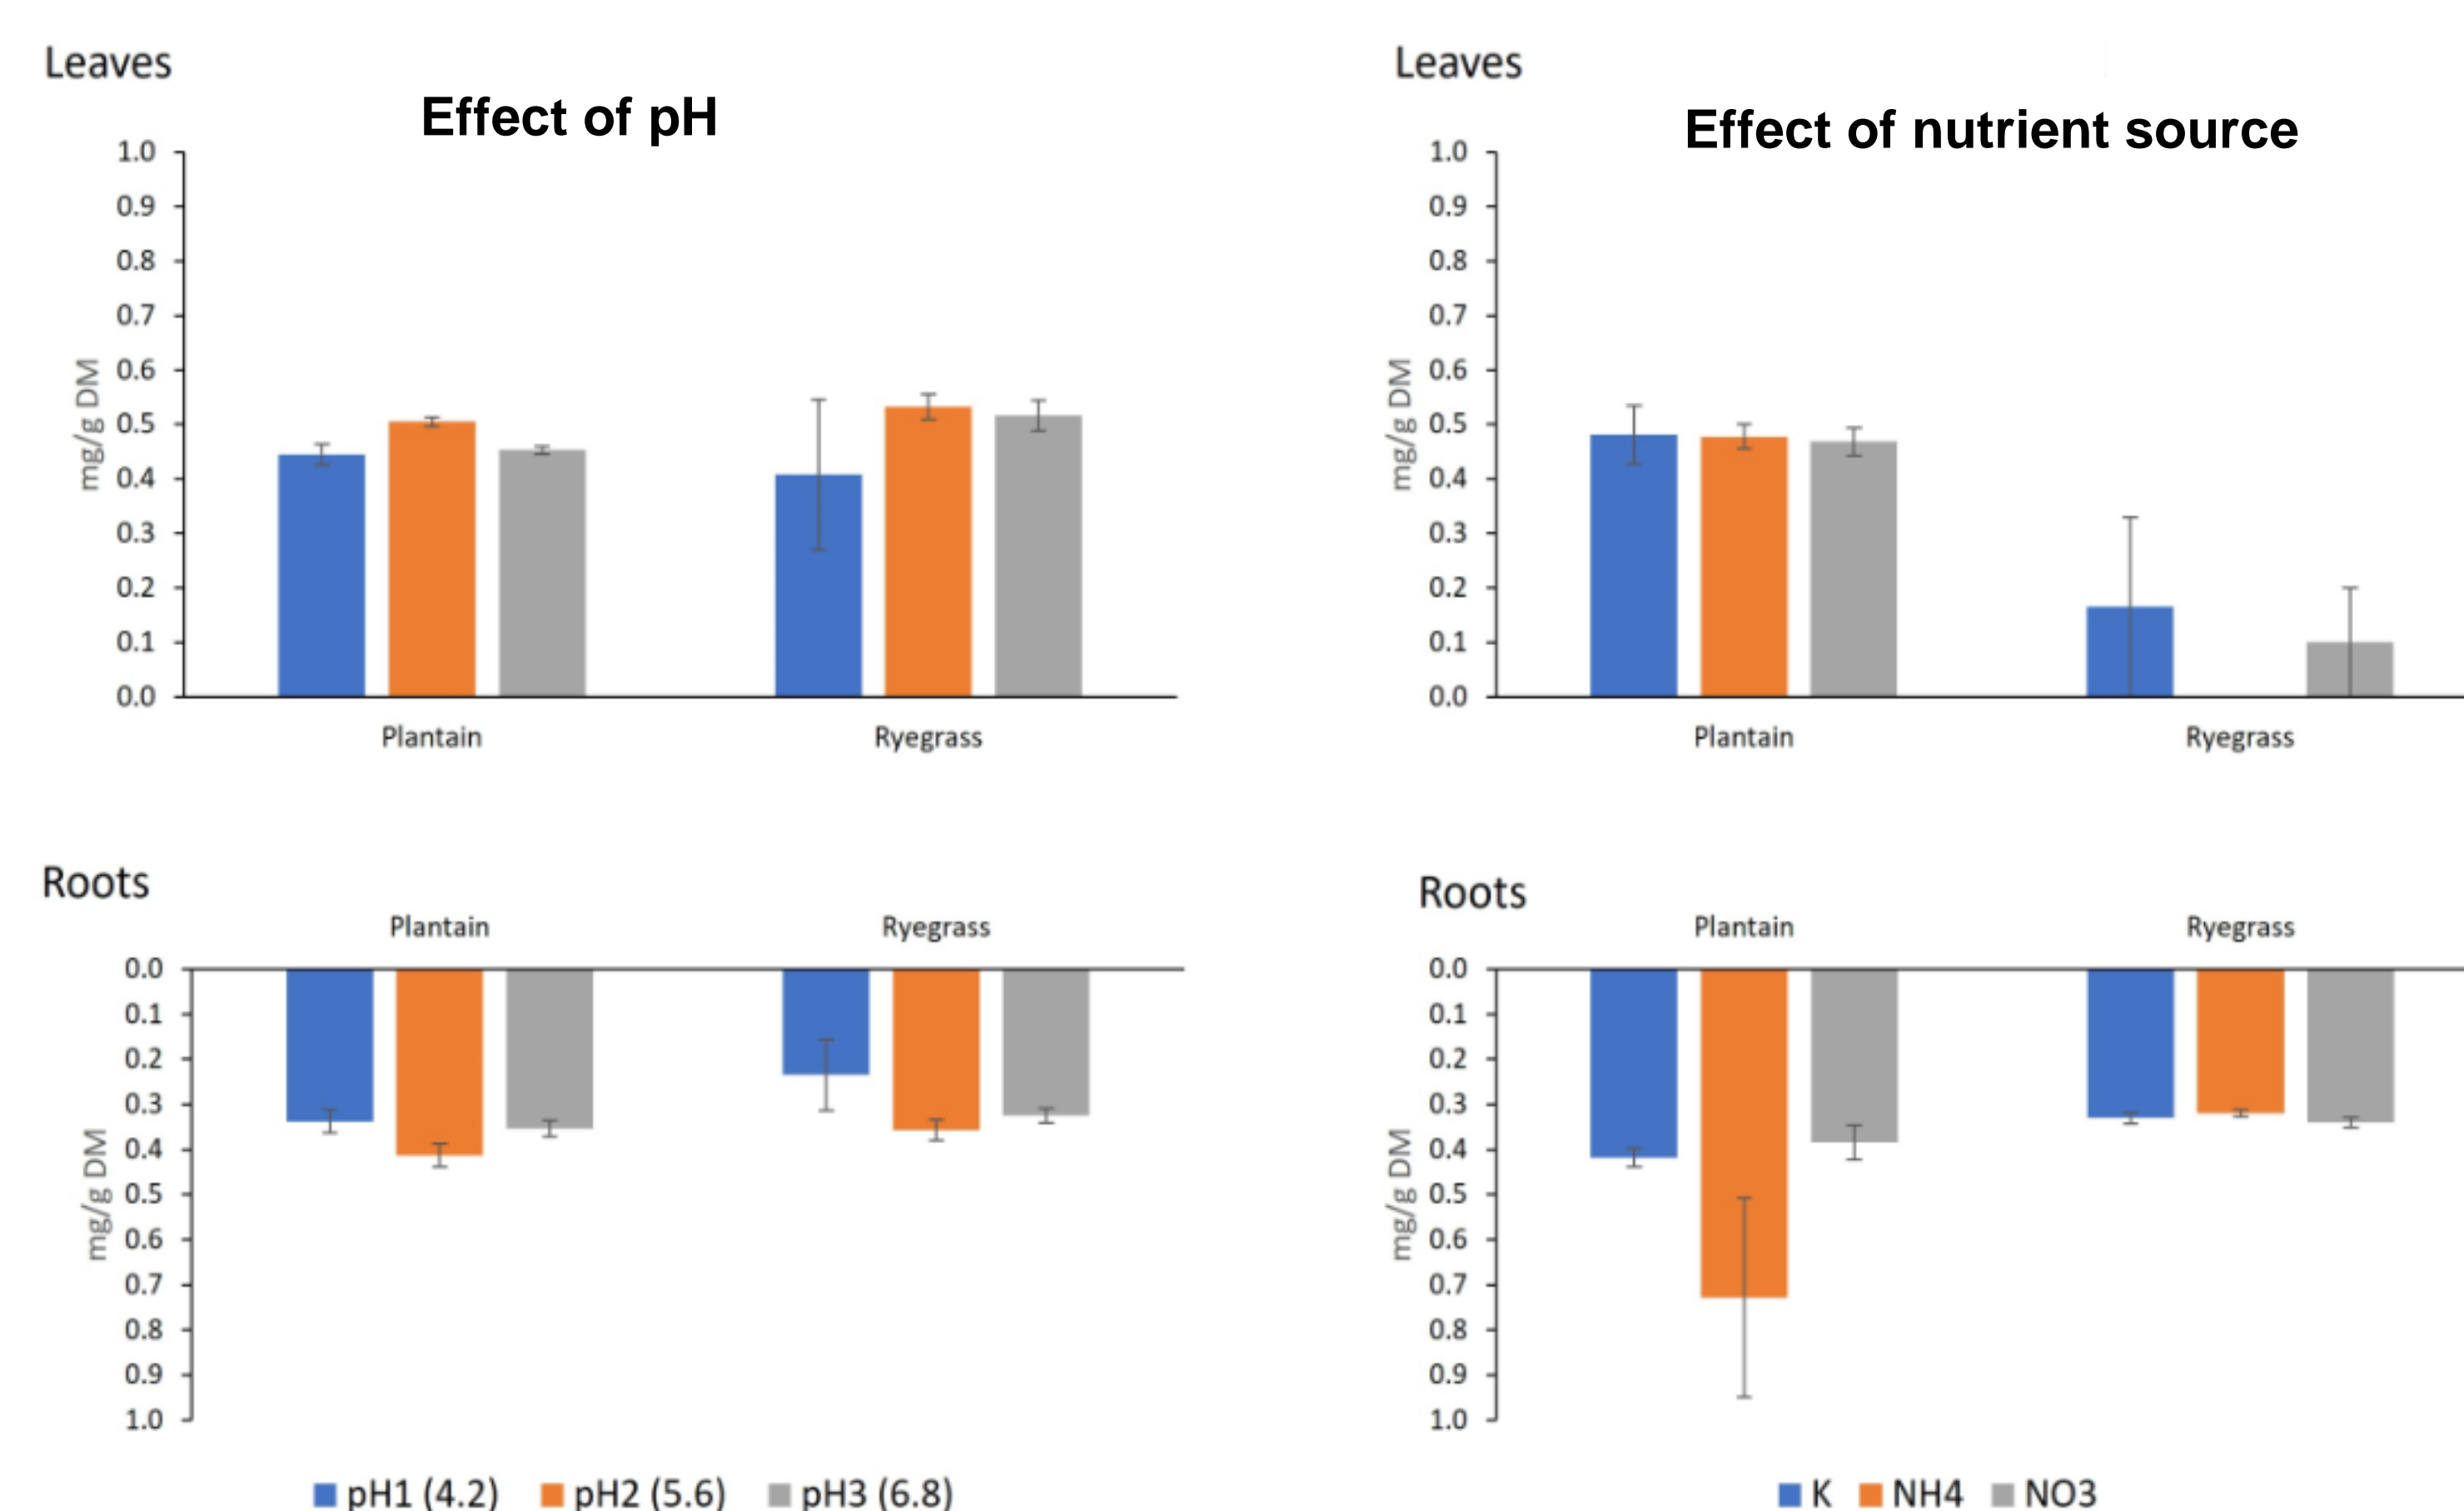 Leaves
Effect of pH
1.0
0.9
0.8
0.7
0.6
0.5
0.4
0.3
0.2
0.1
0.0
mg/g DM
Plantain Ryegrass
Leaves
Effect of nutrient source
1.0
0.9
0.8
0.7
0.6
0.5
0.4
0.3
0.2
0.1
0.0
mg/g DM
Plantain Ryegrass
Roots
Plantain Ryegrass
0.0
0.1
0.2
0.3
0.4
0.5
0.6
0.7
0.8
0.9
1.0
mg/g DM
pH1 (4.2) pH2 (5.6) pH3 (6.8)
Roots
Plantain Ryegrass
0.0
0.1
0.2
0.3
0.4
0.5
0.6
0.7
0.8
0.9
1.0
mg/g DM
K NH4 NO3